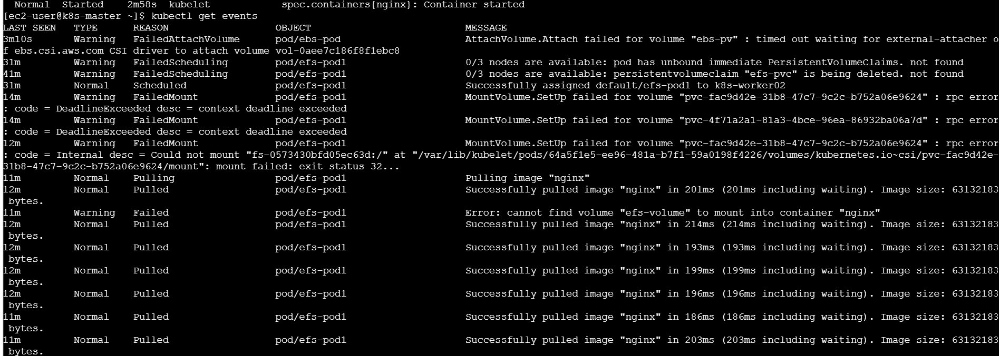 Normal Started 2m58s kubelet spec.containers{nginx}: Container started
[ec2-user@k8s-master ~]$ kubectl get events
LAST SEEN TYPE REASON OBJECT MESSAGE
3m10s Warning FailedAttachVolume pod/ebs-pod AttachVolume.Attach failed for volume "ebs-pv" : timed out waiting for external-attacher o
f ebs.csi.aws.com CSI driver to attach volume vol-0aee7c186f8f1ebc8
31m Warning FailedScheduling pod/efs-pod1 0/3 nodes are available: pod has unbound immediate PersistentVolumeClaims. not found
41m Warning FailedScheduling pod/efs-pod1 0/3 nodes are available: persistentvolumeclaim "efs-pvc" is being deleted. not found
31m Normal Scheduled pod/efs-pod1 Successfully assigned default/efs-pod1 to k8s-worker02
14m Warning FailedMount pod/efs-pod1 MountVolume.SetUp failed for volume "pvc-fac9d42e-31b8-47c7-9c2c-b752a06e9624" : rpc error
: code = DeadlineExceeded desc = context deadline exceeded
14m Warning FailedMount pod/efs-pod1 MountVolume.SetUp failed for volume "pvc-4f71a2a1-81a3-4bce-96ea-86932ba06a7d" : rpc error
: code = DeadlineExceeded desc = context deadline exceeded
12m Warning FailedMount pod/efs-pod1 MountVolume.SetUp failed for volume "pvc-fac9d42e-31b8-47c7-9c2c-b752a06e9624" : rpc error
: code = Internal desc = Could not mount "fs-0573430bfd05ec63d:/" at "/var/lib/kubelet/pods/64a5f1e5-ee96-481a-b7f1-59a0198f4226/volumes/kubernetes.io~csi/pvc-fac9d42e-
31b8-47c7-9c2c-b752a06e9624/mount": mount failed: exit status 32...
11m Normal Pulling pod/efs-pod1 Pulling image "nginx"
12m Normal Pulled pod/efs-pod1 Successfully pulled image "nginx" in 201ms (201ms including waiting). Image size: 63132183
bytes.
11m Warning Failed pod/efs-pod1 Error: cannot find volume "efs-volume" to mount into container "nginx"
12m Normal Pulled pod/efs-pod1 Successfully pulled image "nginx" in 214ms (214ms including waiting). Image size: 63132183
bytes.
12m Normal Pulled pod/efs-pod1 Successfully pulled image "nginx" in 193ms (193ms including waiting). Image size: 63132183
bytes.
12m Normal Pulled pod/efs-pod1 Successfully pulled image "nginx" in 199ms (199ms including waiting). Image size: 63132183
bytes.
12m Normal Pulled pod/efs-pod1 Successfully pulled image "nginx" in 196ms (196ms including waiting). Image size: 63132183
bytes.
11m Normal Pulled pod/efs-pod1 Successfully pulled image "nginx" in 186ms (186ms including waiting). Image size: 63132183
bytes.
11m Normal Pulled pod/efs-pod1 Successfully pulled image "nginx" in 203ms (203ms including waiting). Image size: 63132183
bytes.